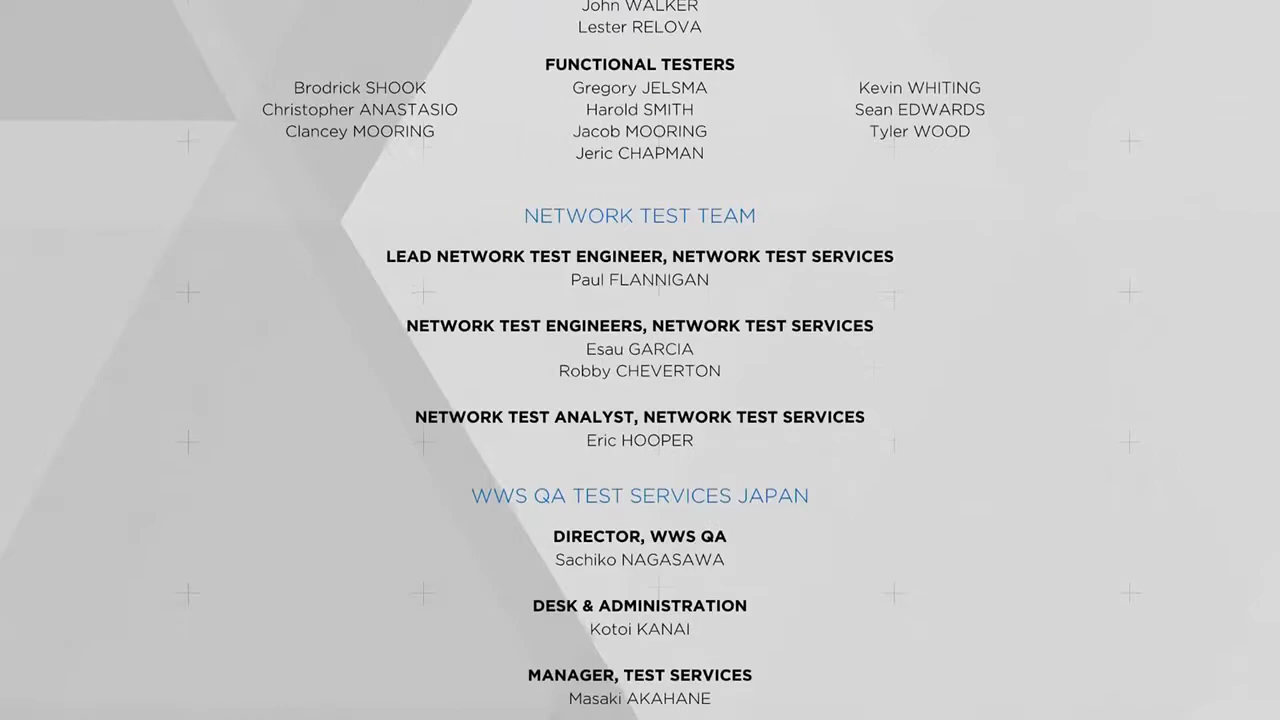 John WALKER
Lester RELOVA
FUNCTIONAL TESTERS
Brodrick SHOOK Gregory JELSMA Kevin WHITING
Christopher ANASTASIO Harold SMITH Sean EDWARDS
Clancey MOORING Jacob MOORING Tyler WOOD
Jeric CHAPMAN
NETWORK TEST TEAM
LEAD NETWORK TEST ENGINEER, NETWORK TEST SERVICES
Paul FLANNIGAN
NETWORK TEST ENGINEERS, NETWORK TEST SERVICES
Esau GARCIA
Robby CHEVERTON
NETWORK TEST ANALYST, NETWORK TEST SERVICES
Eric HOOPER
WWS QA TEST SERVICES JAPAN
DIRECTOR, WWS QA
Sachiko NAGASAWA
DESK & ADMINISTRATION
Kotoi KANAI
MANAGER, TEST SERVICES
Masaki AKAHANE